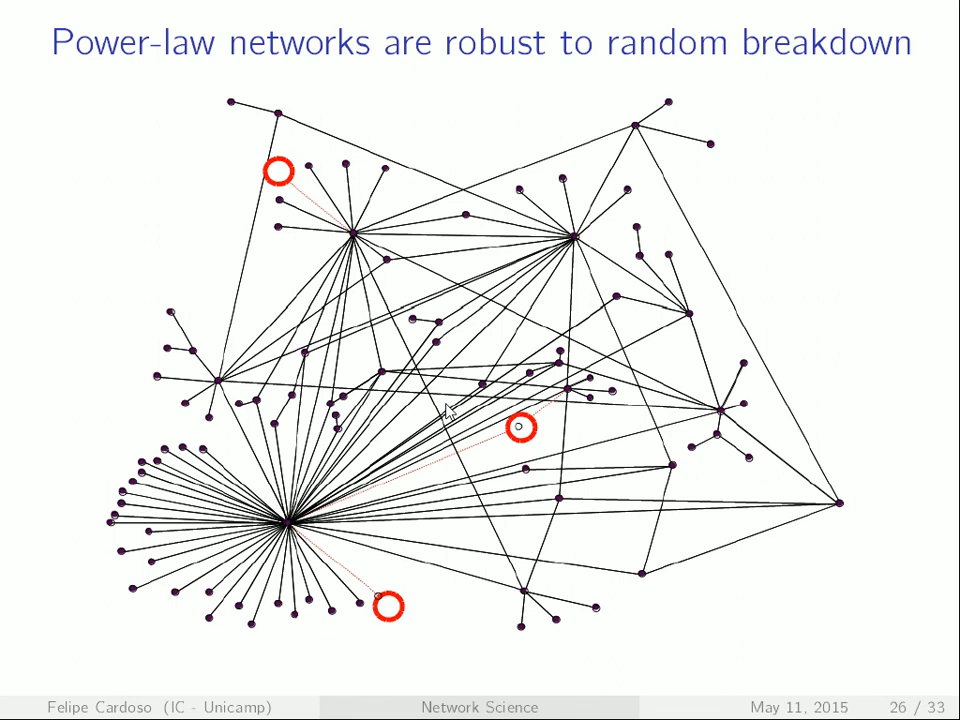 Power-law networks are robust to random breakdown
Felipe Cardoso (IC - Unicamp) Network Science May 11, 2015 26 / 33